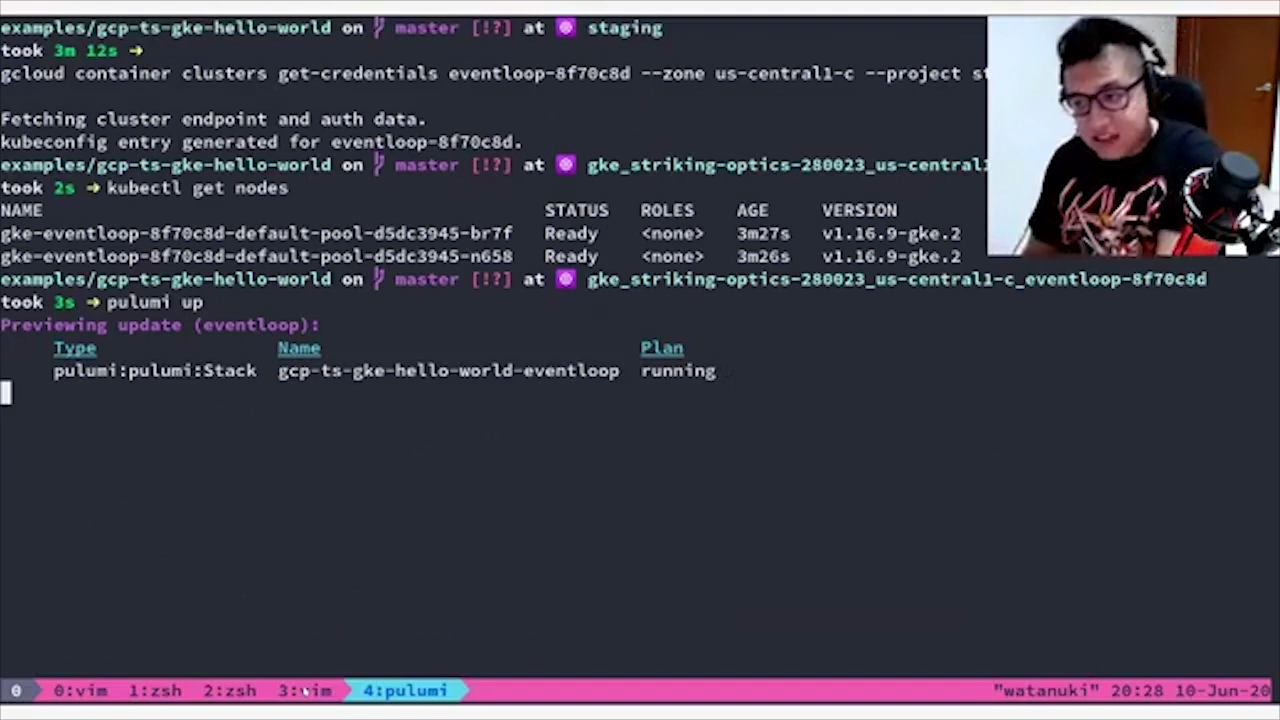 examples/gcp-ts-gke-hello-world on master [!?] at staging
took 3m 12s ➜
gcloud container clusters get-credentials eventloop-8f70c8d --zone us-central1-c --project
Fetching cluster endpoint and auth data.
kubeconfig entry generated for eventloop-8f70c8d.
examples/gcp-ts-gke-hello-world on master [!?] at gke_striking-optics-280023_us-central1
took 2s ➜ kubectl get nodes
NAME STATUS ROLES AGE VERSION
gke-eventloop-8f70c8d-default-pool-d5dc3945-br7f Ready <none> 3m27s v1.16.9-gke.2
gke-eventloop-8f70c8d-default-pool-d5dc3945-n658 Ready <none> 3m26s v1.16.9-gke.2
examples/gcp-ts-gke-hello-world on master [!?] at gke_striking-optics-280023_us-central1-c_eventloop-8f70c8d
took 3s ➜ pulumi up
Previewing update (eventloop):
Type Name Plan
pulumi:pulumi:Stack gcp-ts-gke-hello-world-eventloop running
0 0:vim 1:zsh 2:zsh 3:vim 4:pulumi "watanuki" 20:28 10-Jun-20